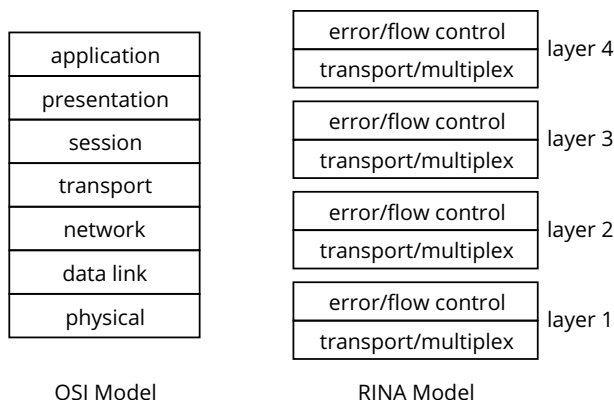 application
presentation
session
transport
network
data link
physical
OSI Model
error/flow control
transport/multiplex
layer 4
error/flow control
transport/multiplex
layer 3
error/flow control
transport/multiplex
layer 2
error/flow control
transport/multiplex
layer 1
RINA Model